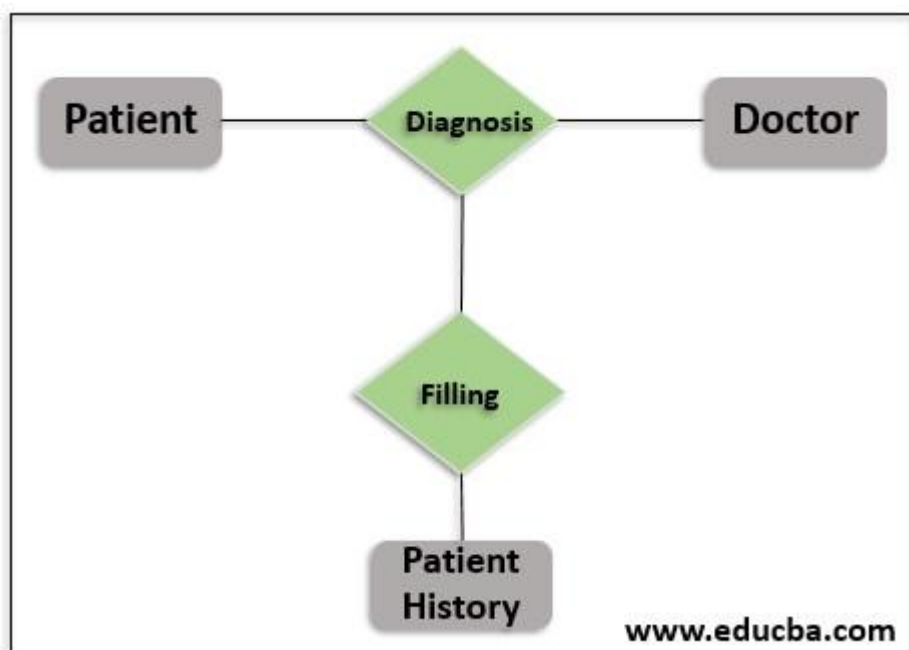 Patient
Diagnosis
Doctor
Filling
Patient
History
www.educba.com